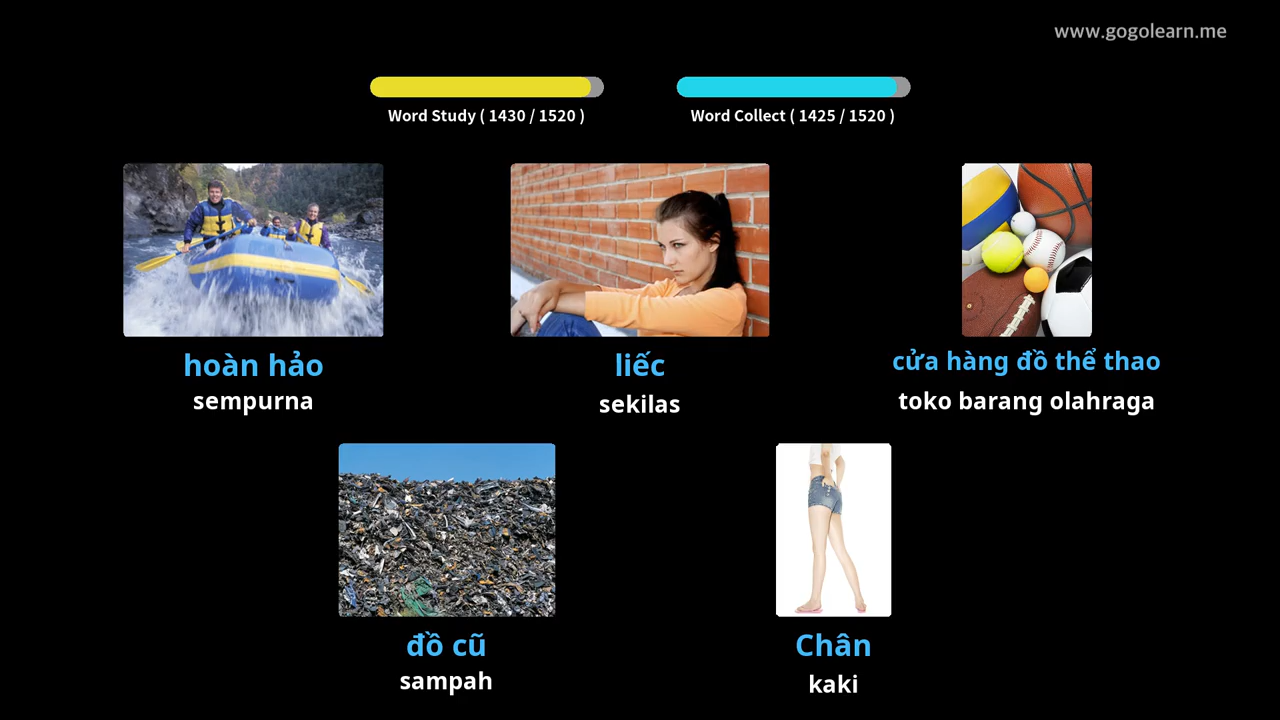 www.gogolearn.me
Word Study ( 1430 / 1520 )
Word Collect ( 1425 / 1520 )
hoàn hảo
sempurna
liếc
sekilas
cửa hàng đồ thể thao
toko barang olahraga
đồ cũ
sampah
Chân
kaki